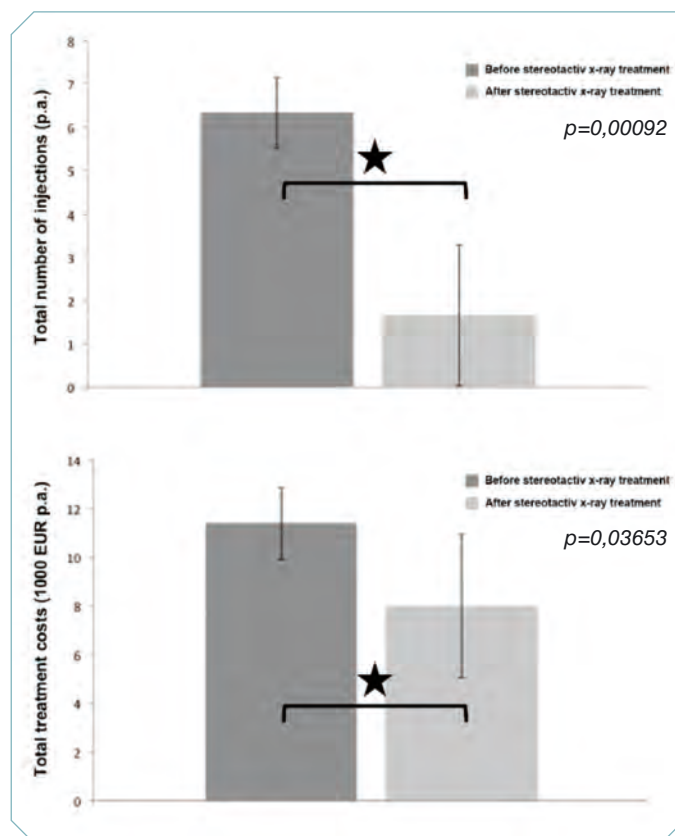 Total number of injections (p.a.)
8
7
6
5
4
3
2
1
0
Before stereotactiv x-ray treatment
After stereotactiv x-ray treatment
p=0,00092
Total treatment costs (1000 EUR p.a.)
14
12
10
8
6
4
2
0
Before stereotactiv x-ray treatment
After stereotactiv x-ray treatment
p=0,03653